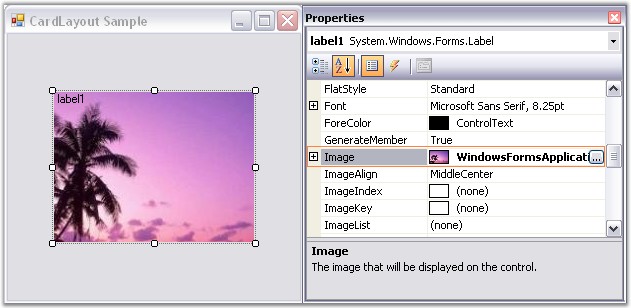 CardLayout Sample
label1
Properties
label1 System.Windows.Forms.Label
FlatStyle Standard
Font Microsoft Sans Serif, 8.25pt
ForeColor ControlText
GenerateMember True
Image WindowsFormsApplicati ...
ImageAlign MiddleCenter
ImageIndex (none)
ImageKey (none)
ImageList (none)
Image
The image that will be displayed on the control.